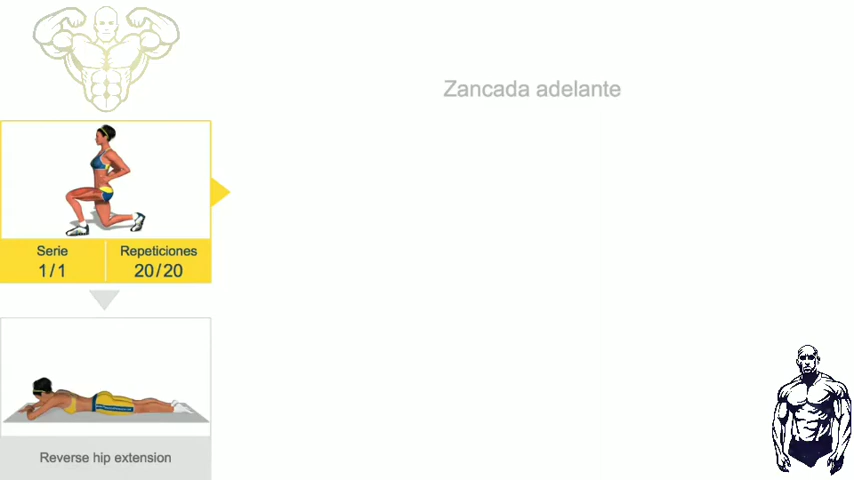 Zancada adelante
Serie
Repeticiones
1/1
20/20
Reverse hip extension